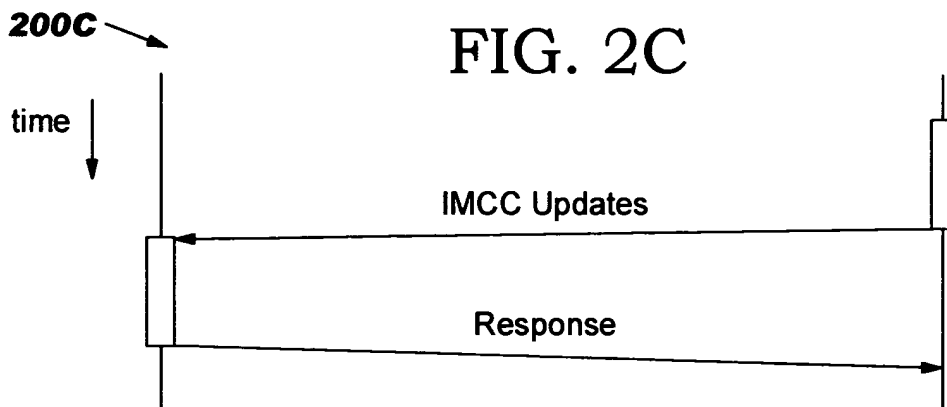 200C
FIG. 2C
time
IMCC Updates
Response